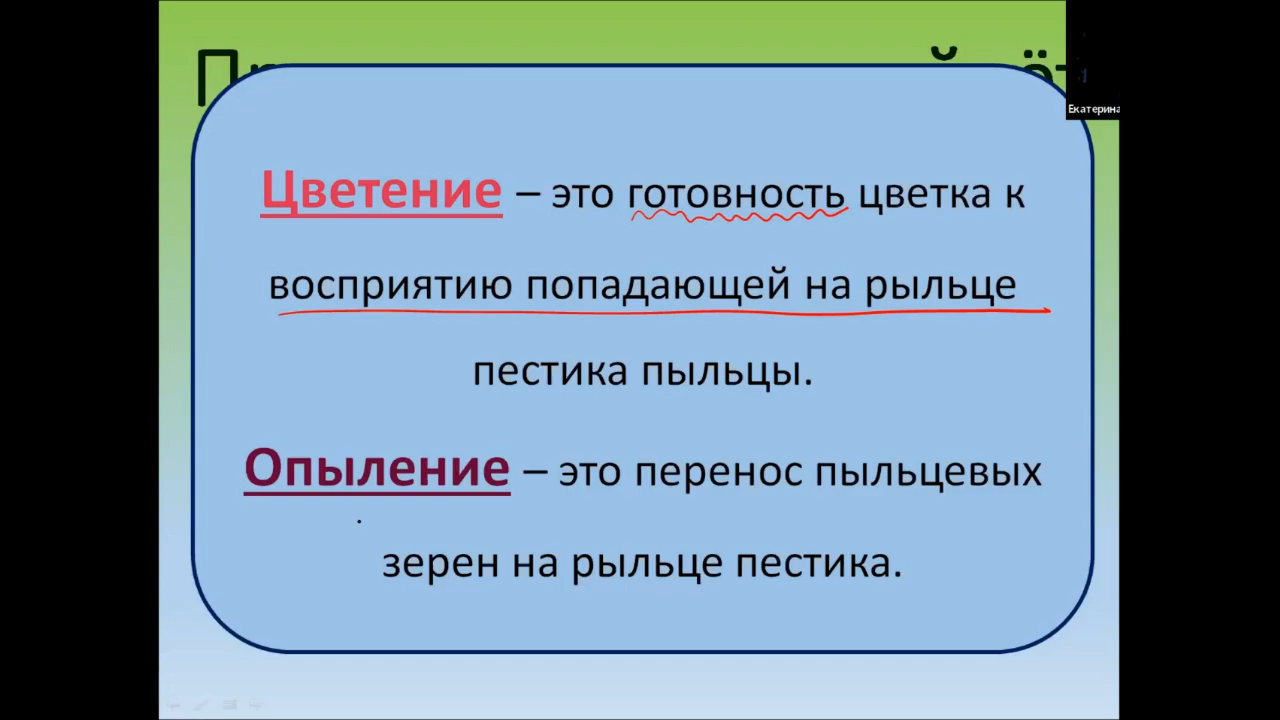 Екатерина
Цветение – это готовность цветка к
восприятию попадающей на рыльце
пестика пыльцы.
Опыление – это перенос пыльцевых
зерен на рыльце пестика.